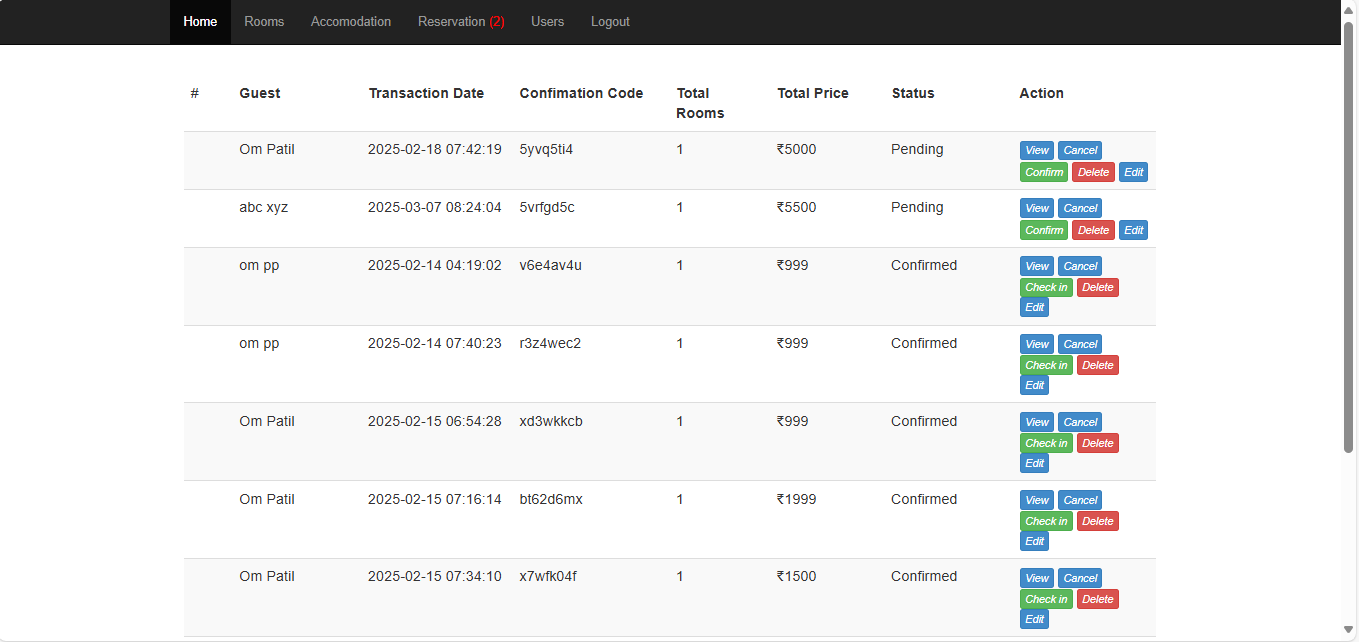 Home Rooms Accomodation Reservation (2) Users Logout
# Guest Transaction Date Confimation Code Total Rooms Total Price Status Action
Om Patil 2025-02-18 07:42:19 5yvq5ti4 1 ₹5000 Pending View Cancel
Confirm Delete Edit
abc xyz 2025-03-07 08:24:04 5vrfgd5c 1 ₹5500 Pending View Cancel
Confirm Delete Edit
om pp 2025-02-14 04:19:02 v6e4av4u 1 ₹999 Confirmed View Cancel
Check in Delete
Edit
om pp 2025-02-14 07:40:23 r3z4wec2 1 ₹999 Confirmed View Cancel
Check in Delete
Edit
Om Patil 2025-02-15 06:54:28 xd3wkkcb 1 ₹999 Confirmed View Cancel
Check in Delete
Edit
Om Patil 2025-02-15 07:16:14 bt62d6mx 1 ₹1999 Confirmed View Cancel
Check in Delete
Edit
Om Patil 2025-02-15 07:34:10 x7wfk04f 1 ₹1500 Confirmed View Cancel
Check in Delete
Edit